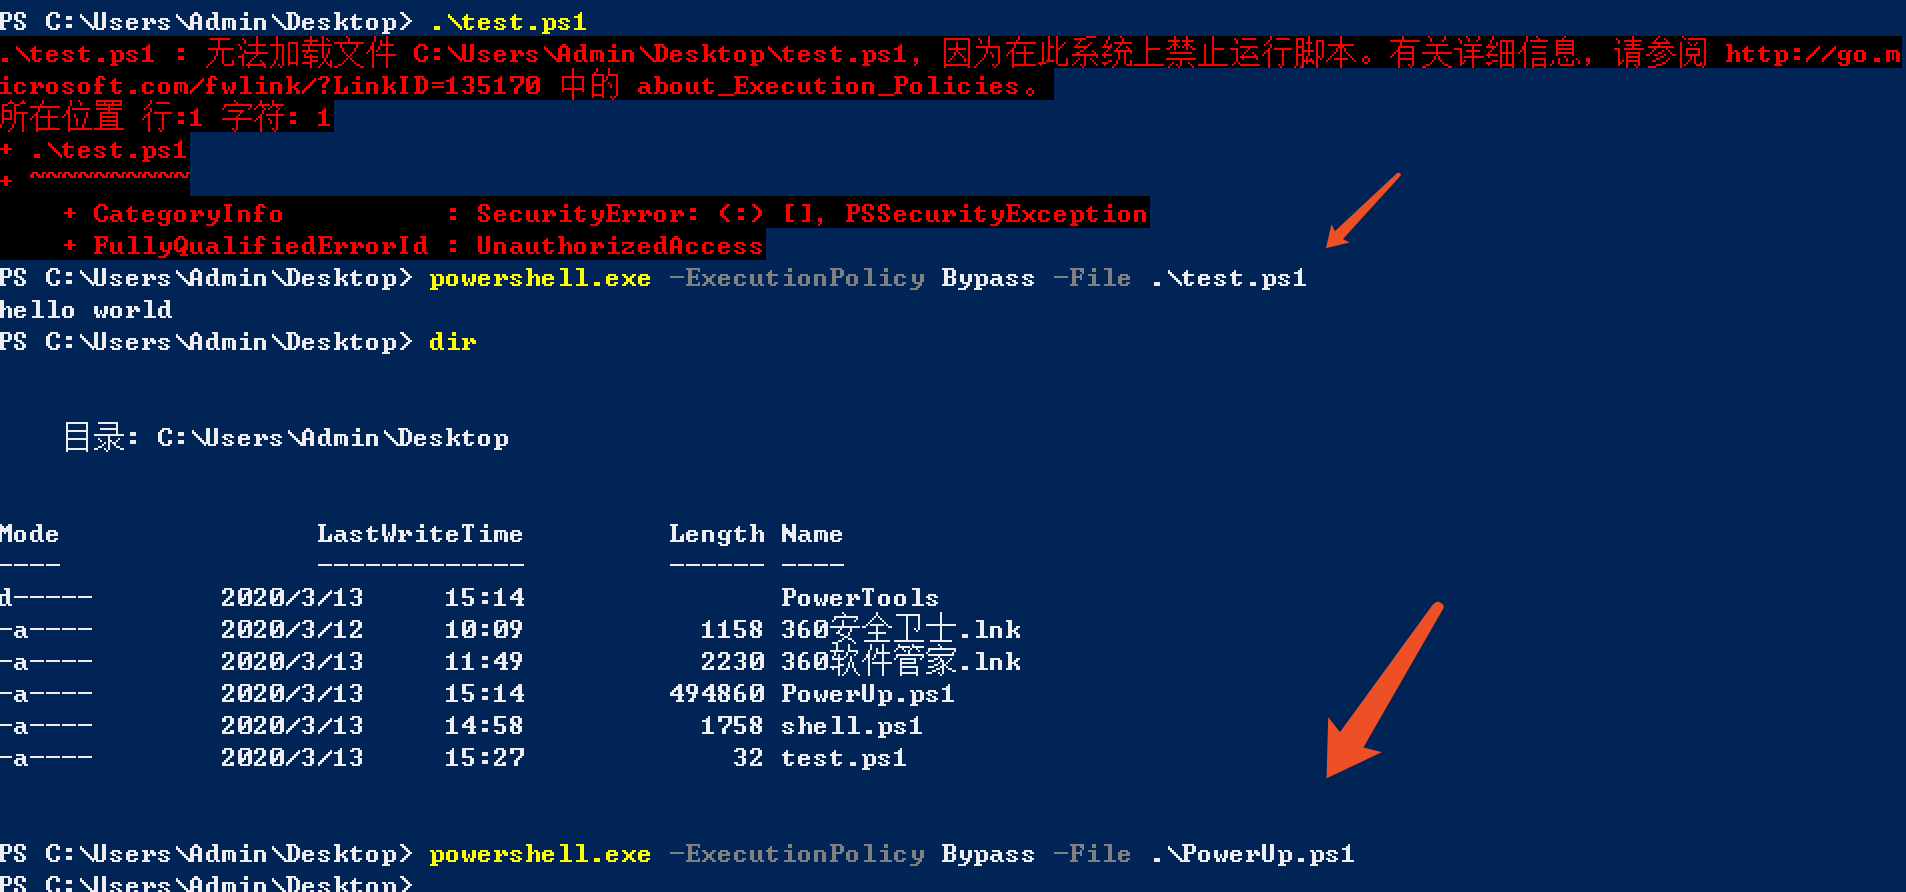 PS C:\Users\Admin\Desktop> .\test.ps1
.\test.ps1 : 无法加载文件 C:\Users\Admin\Desktop\test.ps1，因为在此系统上禁止运行脚本。有关详细信息，请参阅 http://go.m
icrosoft.com/fwlink/?LinkID=135170 中的 about_Execution_Policies。
所在位置 行:1 字符: 1
+ .\test.ps1
+ ~~~~~~~~~~
    + CategoryInfo          : SecurityError: (:) [], PSSecurityException
    + FullyQualifiedErrorId : UnauthorizedAccess
PS C:\Users\Admin\Desktop> powershell.exe -ExecutionPolicy Bypass -File .\test.ps1
hello world
PS C:\Users\Admin\Desktop> dir
    目录: C:\Users\Admin\Desktop
Mode                LastWriteTime         Length Name
----                -------------         ------ ----
d-----        2020/3/13     15:14                PowerTools
-a----        2020/3/12     10:09           1158 360安全卫士.lnk
-a----        2020/3/13     11:49           2230 360软件管家.lnk
-a----        2020/3/13     15:14         494860 PowerUp.ps1
-a----        2020/3/13     14:58           1758 shell.ps1
-a----        2020/3/13     15:27             32 test.ps1
PS C:\Users\Admin\Desktop> powershell.exe -ExecutionPolicy Bypass -File .\PowerUp.ps1
PS C:\Users\Admin\Desktop>